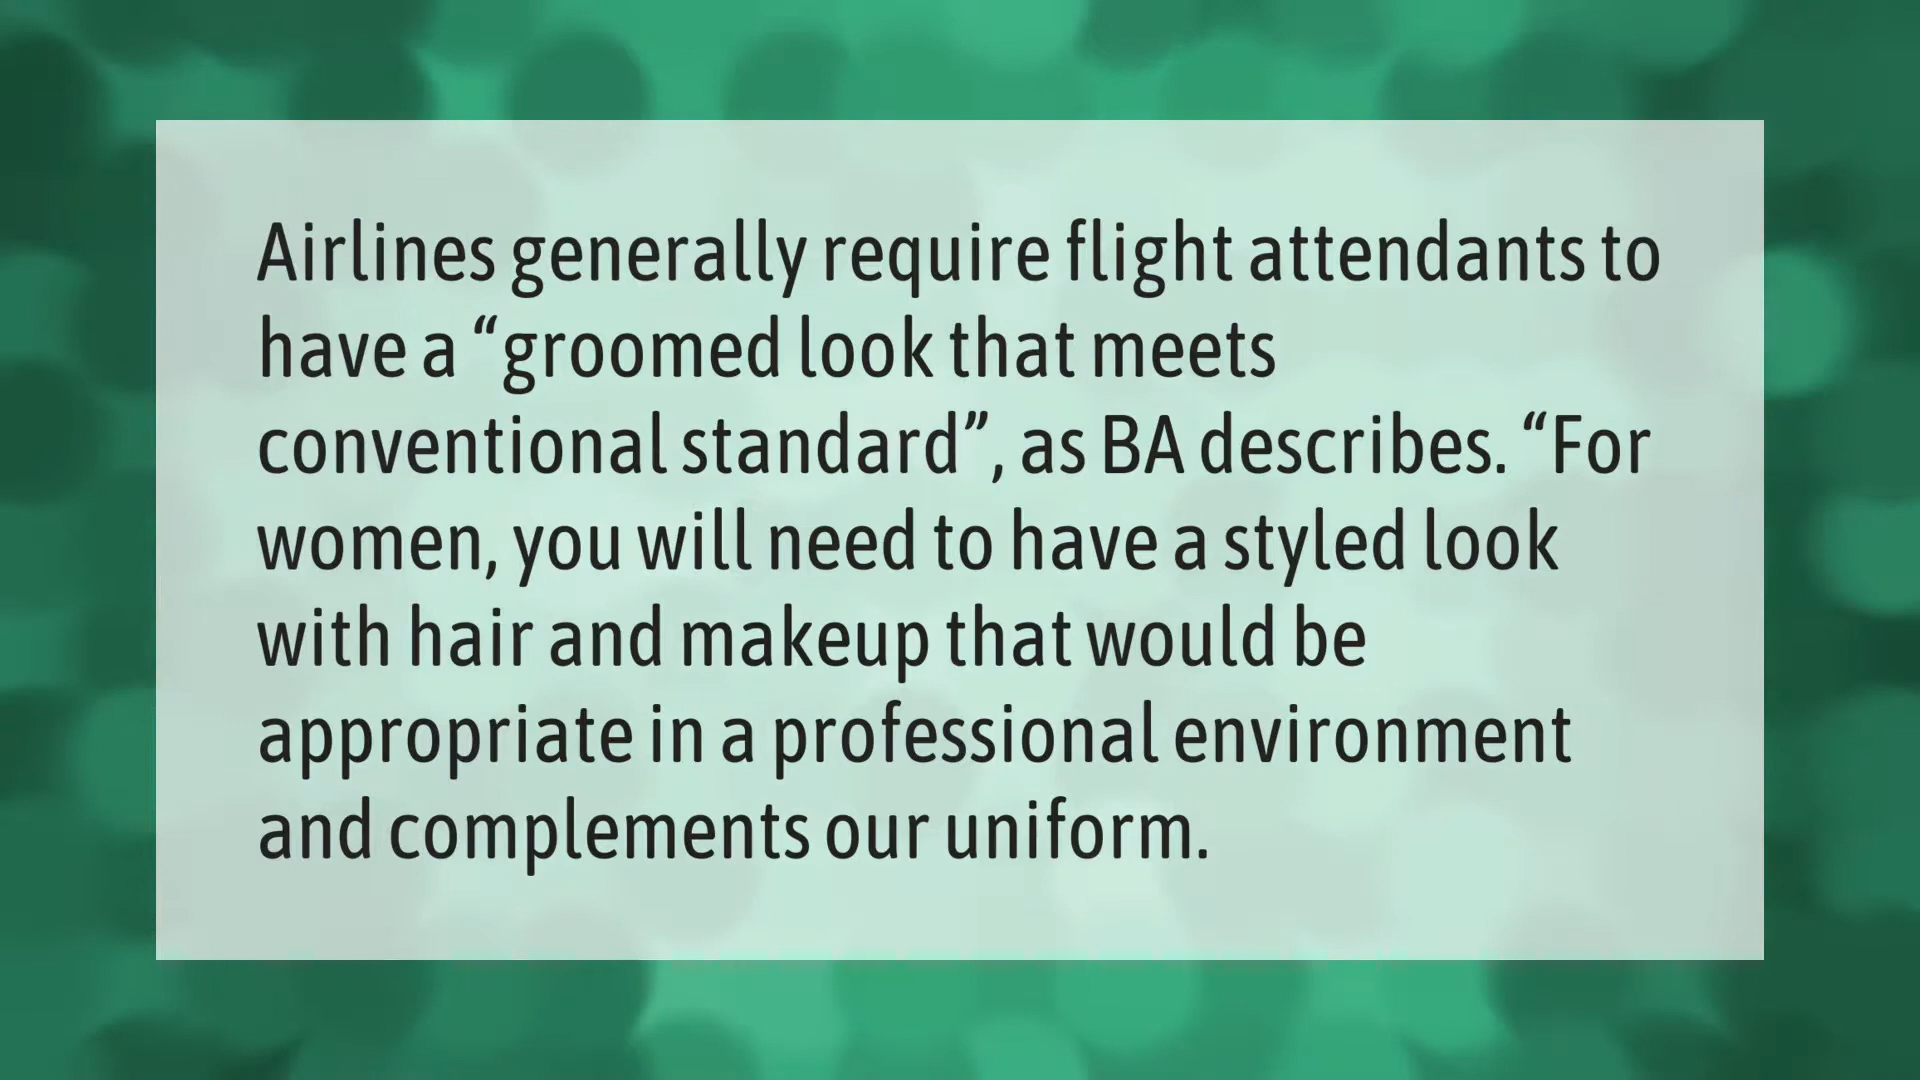 Airlines generally require flight attendants to
have a “groomed look that meets
conventional standard”, as BA describes. “For
women, you will need to have a styled look
with hair and makeup that would be
appropriate in a professional environment
and complements our uniform.